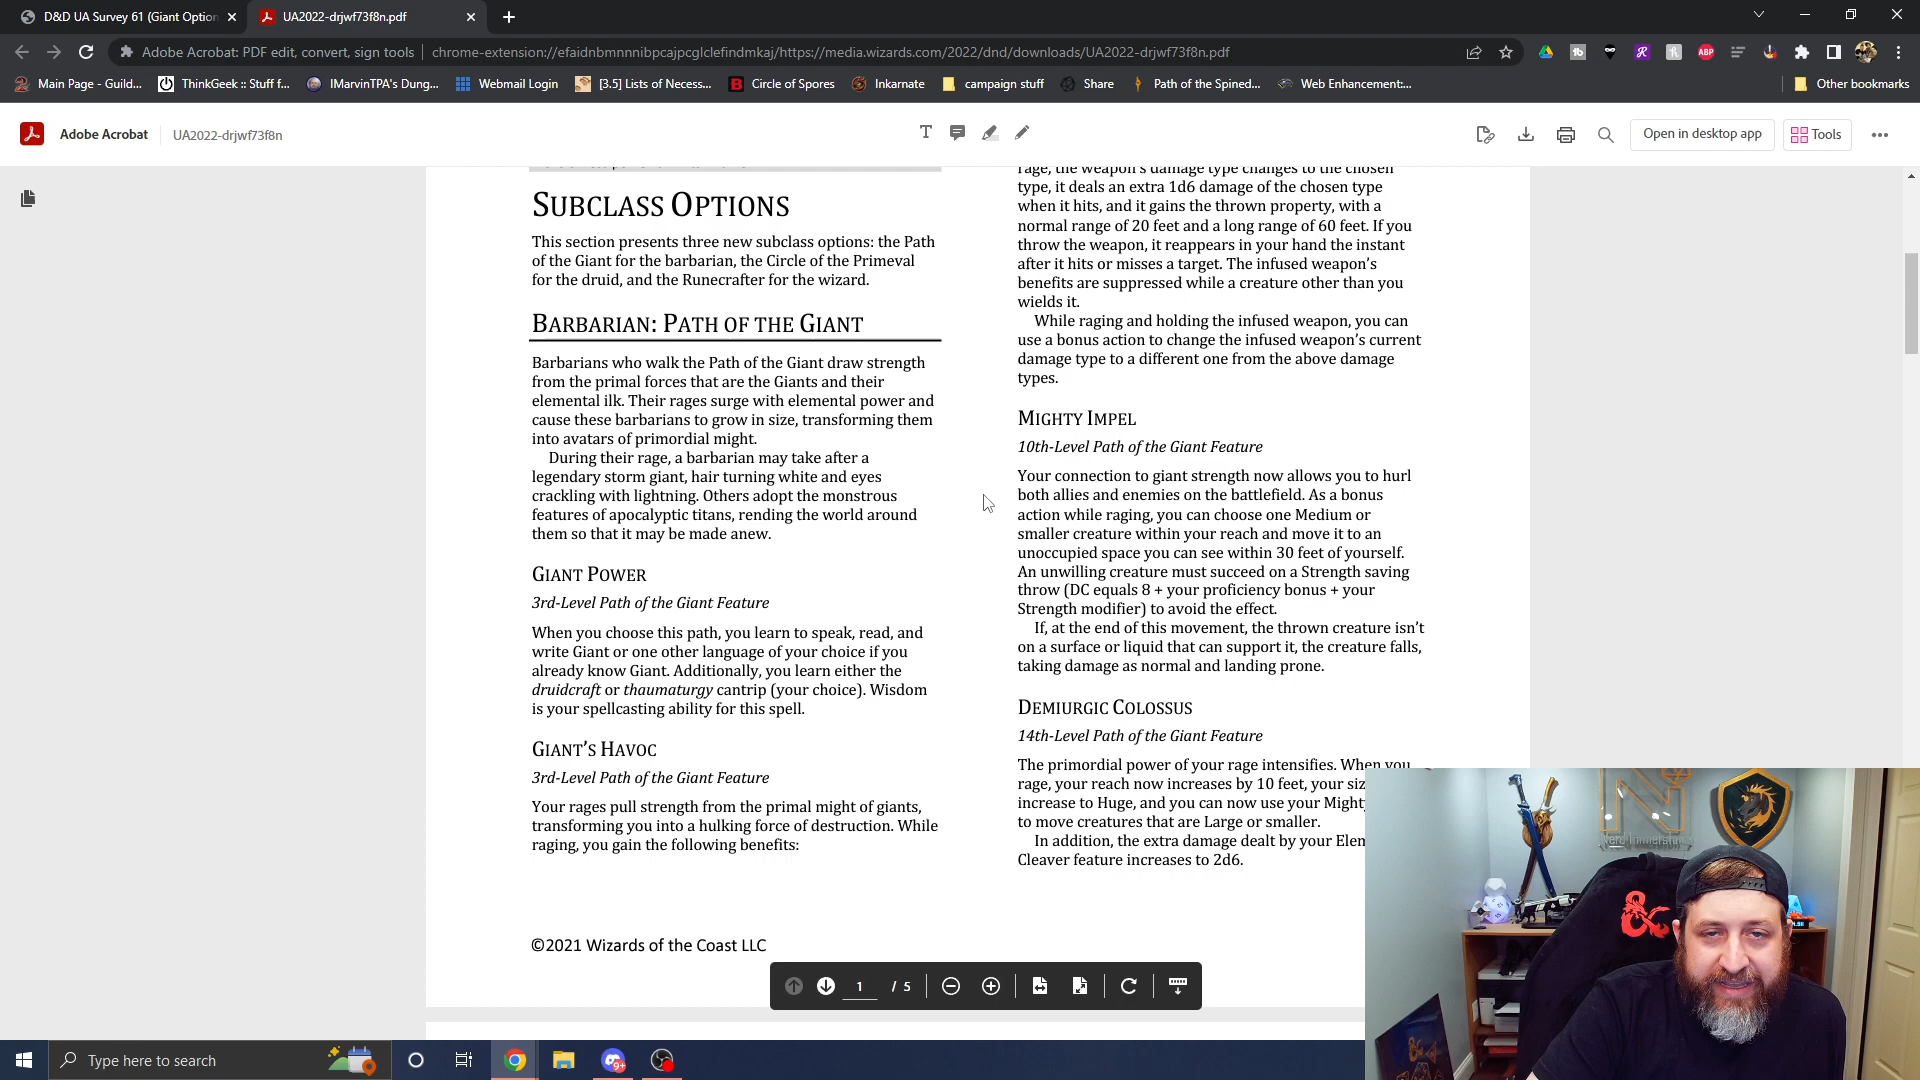 D&D UA Survey 61 (Giant Option
UA2022-drjwf73f8n.pdf
Adobe Acrobat: PDF edit, convert, sign tools
chrome-extension://efaidnbmnnnibpcajpcglclefindmkaj/https://media.wizards.com/2022/dnd/downloads/UA2022-drjwf73f8n.pdf
Main Page - Guild...
ThinkGeek :: Stuff f...
IMarvinTPA's Dung...
Webmail Login
[3.5] Lists of Necess...
Circle of Spores
Inkarnate
campaign stuff
Share
Path of the Spined...
Web Enhancement:...
Other bookmarks
Adobe Acrobat
UA2022-drjwf73f8n
Open in desktop app
Tools
SUBCLASS OPTIONS
This section presents three new subclass options: the Path
of the Giant for the barbarian, the Circle of the Primeval
for the druid, and the Runecrafter for the wizard.
BARBARIAN: PATH OF THE GIANT
Barbarians who walk the Path of the Giant draw strength
from the primal forces that are the Giants and their
elemental ilk. Their rages surge with elemental power and
cause these barbarians to grow in size, transforming them
into avatars of primordial might.
During their rage, a barbarian may take after a
legendary storm giant, hair turning white and eyes
crackling with lightning. Others adopt the monstrous
features of apocalyptic titans, rending the world around
them so that it may be made anew.
GIANT POWER
3rd-Level Path of the Giant Feature
When you choose this path, you learn to speak, read, and
write Giant or one other language of your choice if you
already know Giant. Additionally, you learn either the
druidcraft or thaumaturgy cantrip (your choice). Wisdom
is your spellcasting ability for this spell.
GIANT'S HAVOC
3rd-Level Path of the Giant Feature
Your rages pull strength from the primal might of giants,
transforming you into a hulking force of destruction. While
raging, you gain the following benefits:
©2021 Wizards of the Coast LLC
rage, the weapon's damage type changes to the chosen
type, it deals an extra 1d6 damage of the chosen type
when it hits, and it gains the thrown property, with a
normal range of 20 feet and a long range of 60 feet. If you
throw the weapon, it reappears in your hand the instant
after it hits or misses a target. The infused weapon's
benefits are suppressed while a creature other than you
wields it.
While raging and holding the infused weapon, you can
use a bonus action to change the infused weapon's current
damage type to a different one from the above damage
types.
MIGHTY IMPEL
10th-Level Path of the Giant Feature
Your connection to giant strength now allows you to hurl
both allies and enemies on the battlefield. As a bonus
action while raging, you can choose one Medium or
smaller creature within your reach and move it to an
unoccupied space you can see within 30 feet of yourself.
An unwilling creature must succeed on a Strength saving
throw (DC equals 8 + your proficiency bonus + your
Strength modifier) to avoid the effect.
If, at the end of this movement, the thrown creature isn't
on a surface or liquid that can support it, the creature falls,
taking damage as normal and landing prone.
DEMIURGIC COLOSSUS
14th-Level Path of the Giant Feature
The primordial power of your rage intensifies. When you
rage, your reach now increases by 10 feet, your siz
increase to Huge, and you can now use your Might
to move creatures that are Large or smaller.
In addition, the extra damage dealt by your Elem
Cleaver feature increases to 2d6.
1 / 5
Nerd Immersion
Type here to search
9+